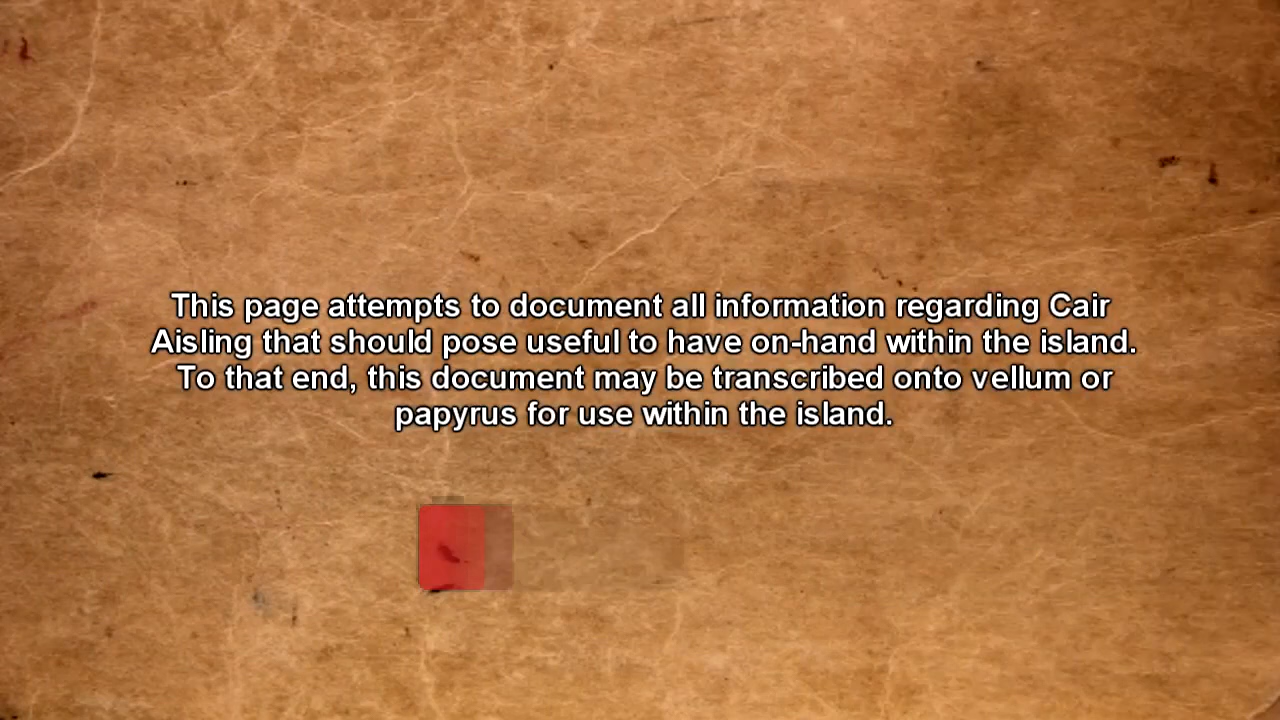 This page attempts to document all information regarding Cair
Aisling that should pose useful to have on-hand within the island.
To that end, this document may be transcribed onto vellum or
papyrus for use within the island.